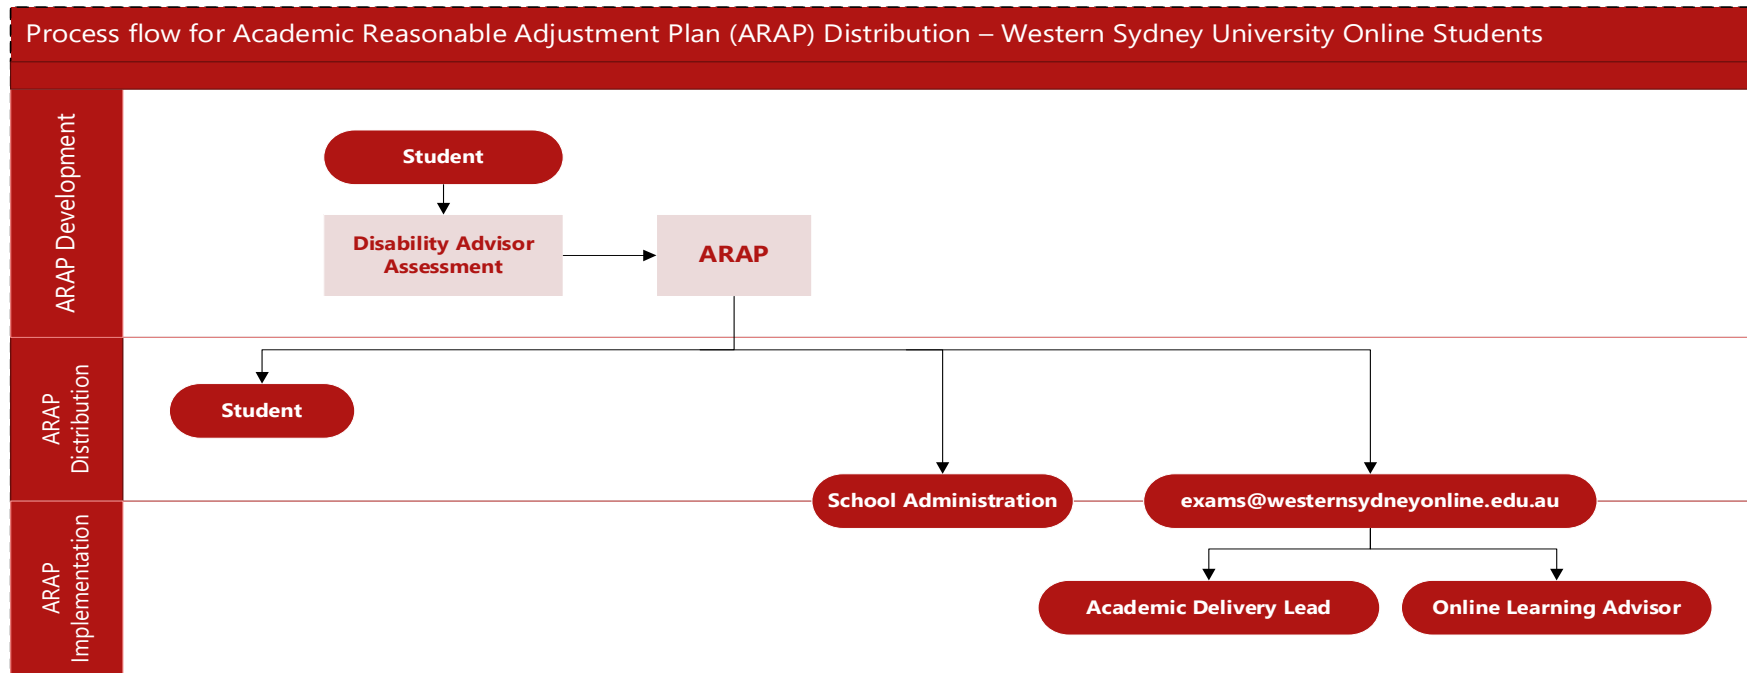 Process flow for Academic Reasonable Adjustment Plan (ARAP) Distribution – Western Sydney University Online Students
ARAP Development
Student
Disability Advisor
Assessment
ARAP
ARAP
Distribution
Student
School Administration
exams@westernsydneyonline.edu.au
ARAP
Implementation
Academic Delivery Lead
Online Learning Advisor